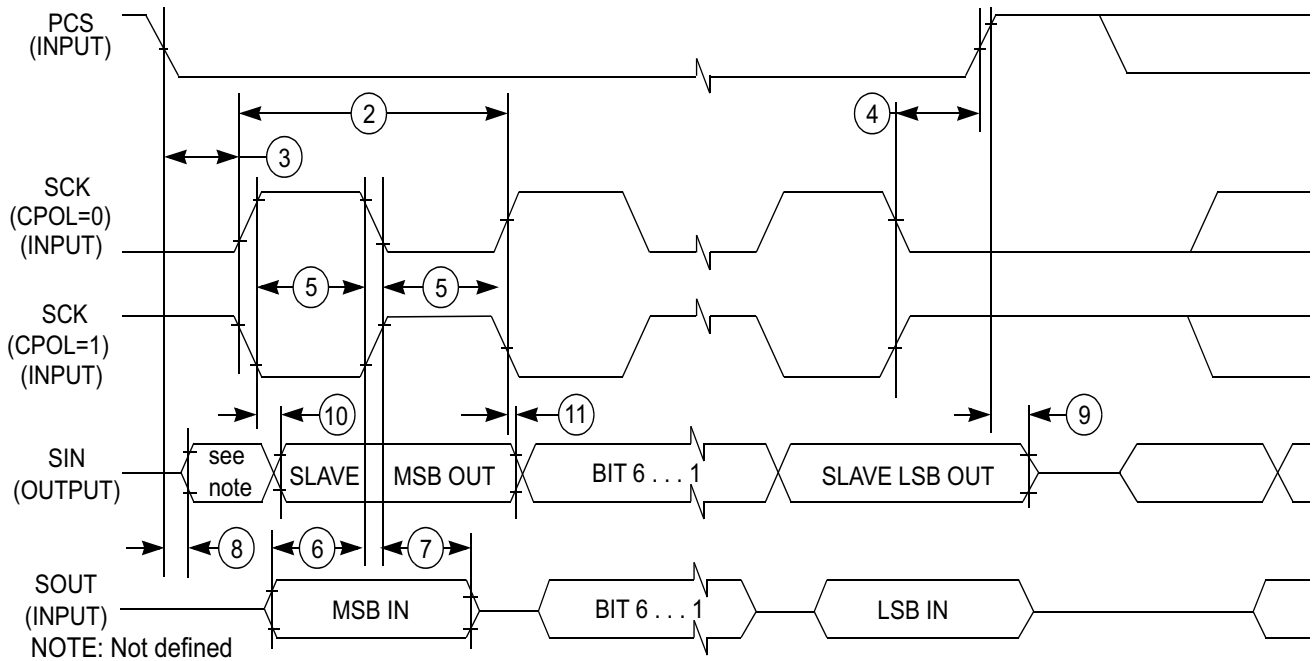 PCS
(INPUT)
2
4
3
SCK
(CPOL=0)
(INPUT)
5
5
SCK
(CPOL=1)
(INPUT)
10
11
9
SIN
(OUTPUT)
see
note
SLAVE
MSB OUT
BIT 6 . . . 1
SLAVE LSB OUT
8
6
7
SOUT
(INPUT)
MSB IN
BIT 6 . . . 1
LSB IN
NOTE: Not defined